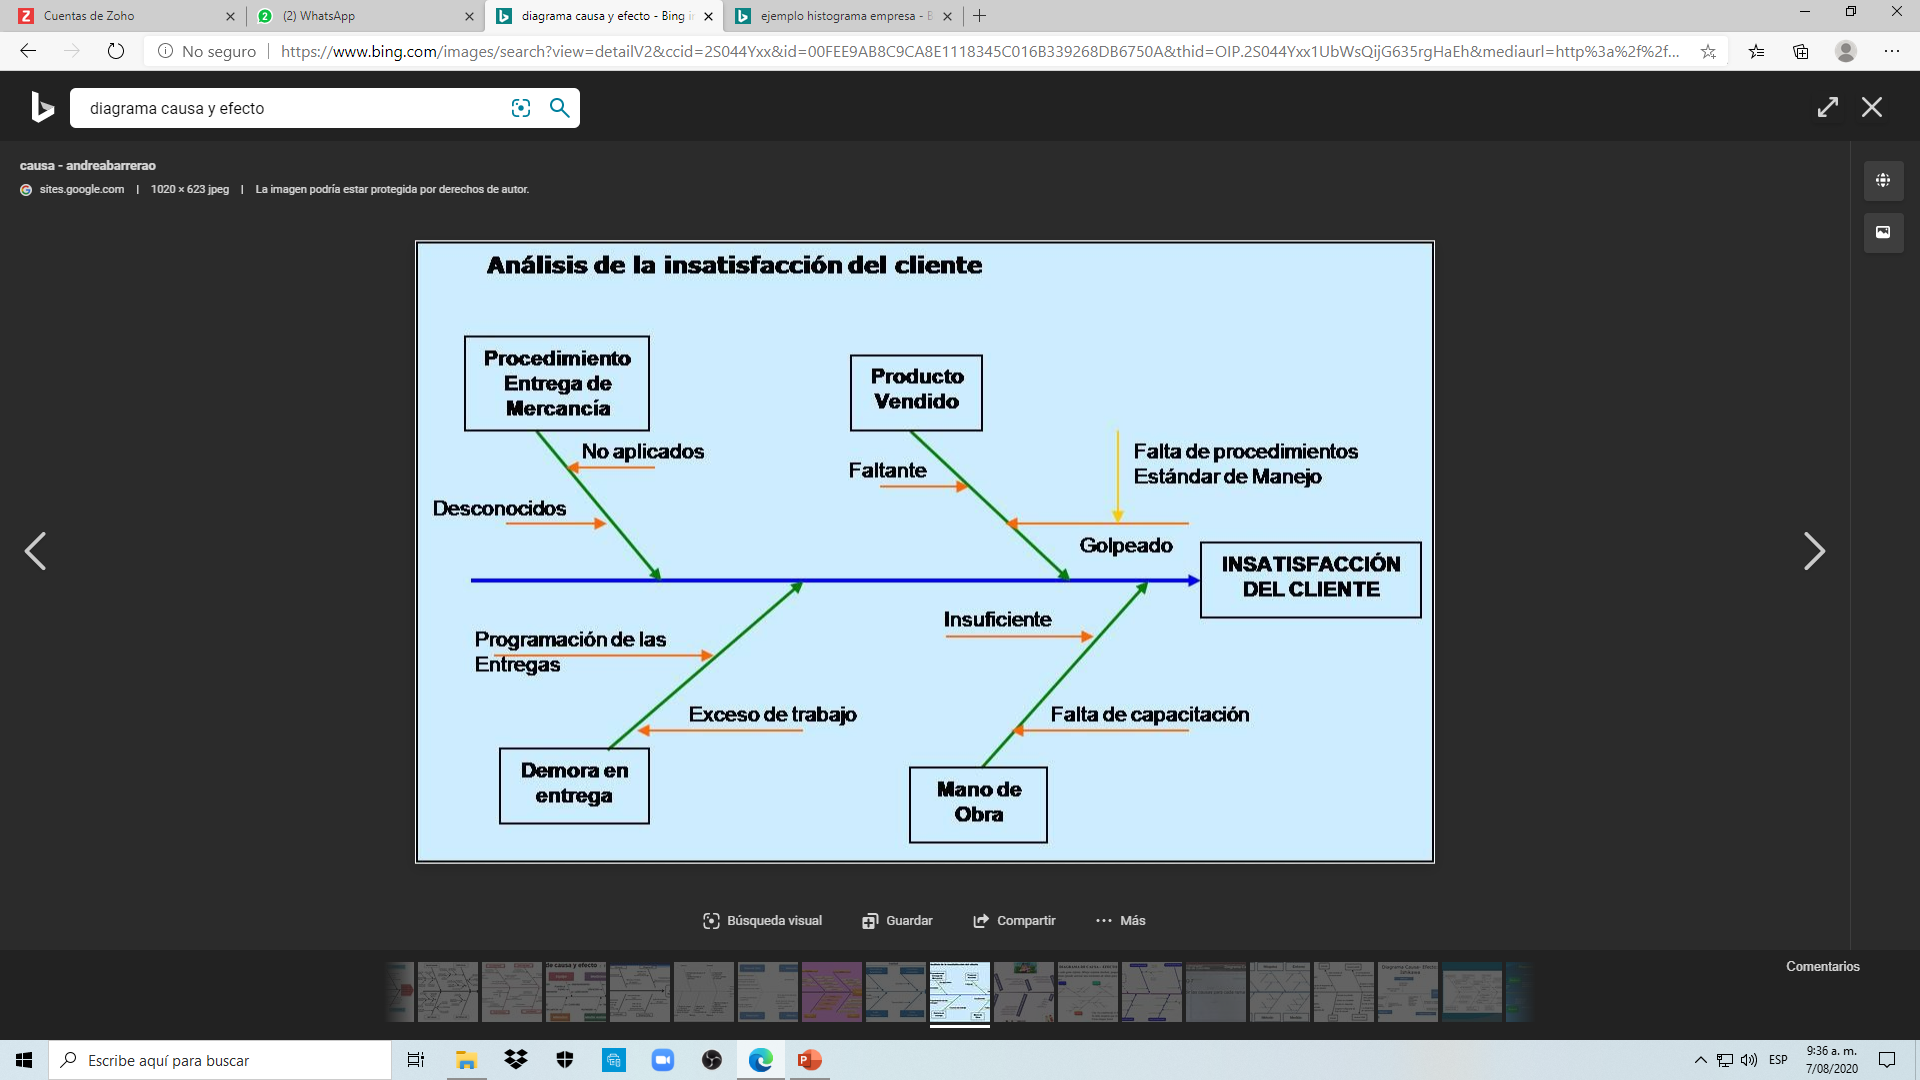 Cuentas de Zoho
(2) WhatsApp
diagrama causa y efecto - Bing i
ejemplo histograma empresa - B
No seguro
https://www.bing.com/images/search?view=detailV2&ccid=2S044Yxx&id=00FEE9AB8C9CA8E1118345C016B339268DB6750A&thid=OIP.2S044Yxx1UbWsQijG635rgHaEh&mediaurl=http%3a%2f%2f...
diagrama causa y efecto
causa - andreabarrerao
sites.google.com | 1020 × 623 jpeg | La imagen podría estar protegida por derechos de autor.
Análisis de la insatisfacción del cliente
Procedimiento
Entrega de
Mercancía
Producto
Vendido
No aplicados
Desconocidos
Faltante
Falta de procedimientos
Estándar de Manejo
Golpeado
INSATISFACCIÓN
DEL CLIENTE
Programación de las
Entregas
Insuficiente
Exceso de trabajo
Falta de capacitación
Demora en
entrega
Mano de
Obra
Búsqueda visual
Guardar
Compartir
Más
Comentarios
Escribe aquí para buscar
ESP
9:36 a. m.
7/08/2020